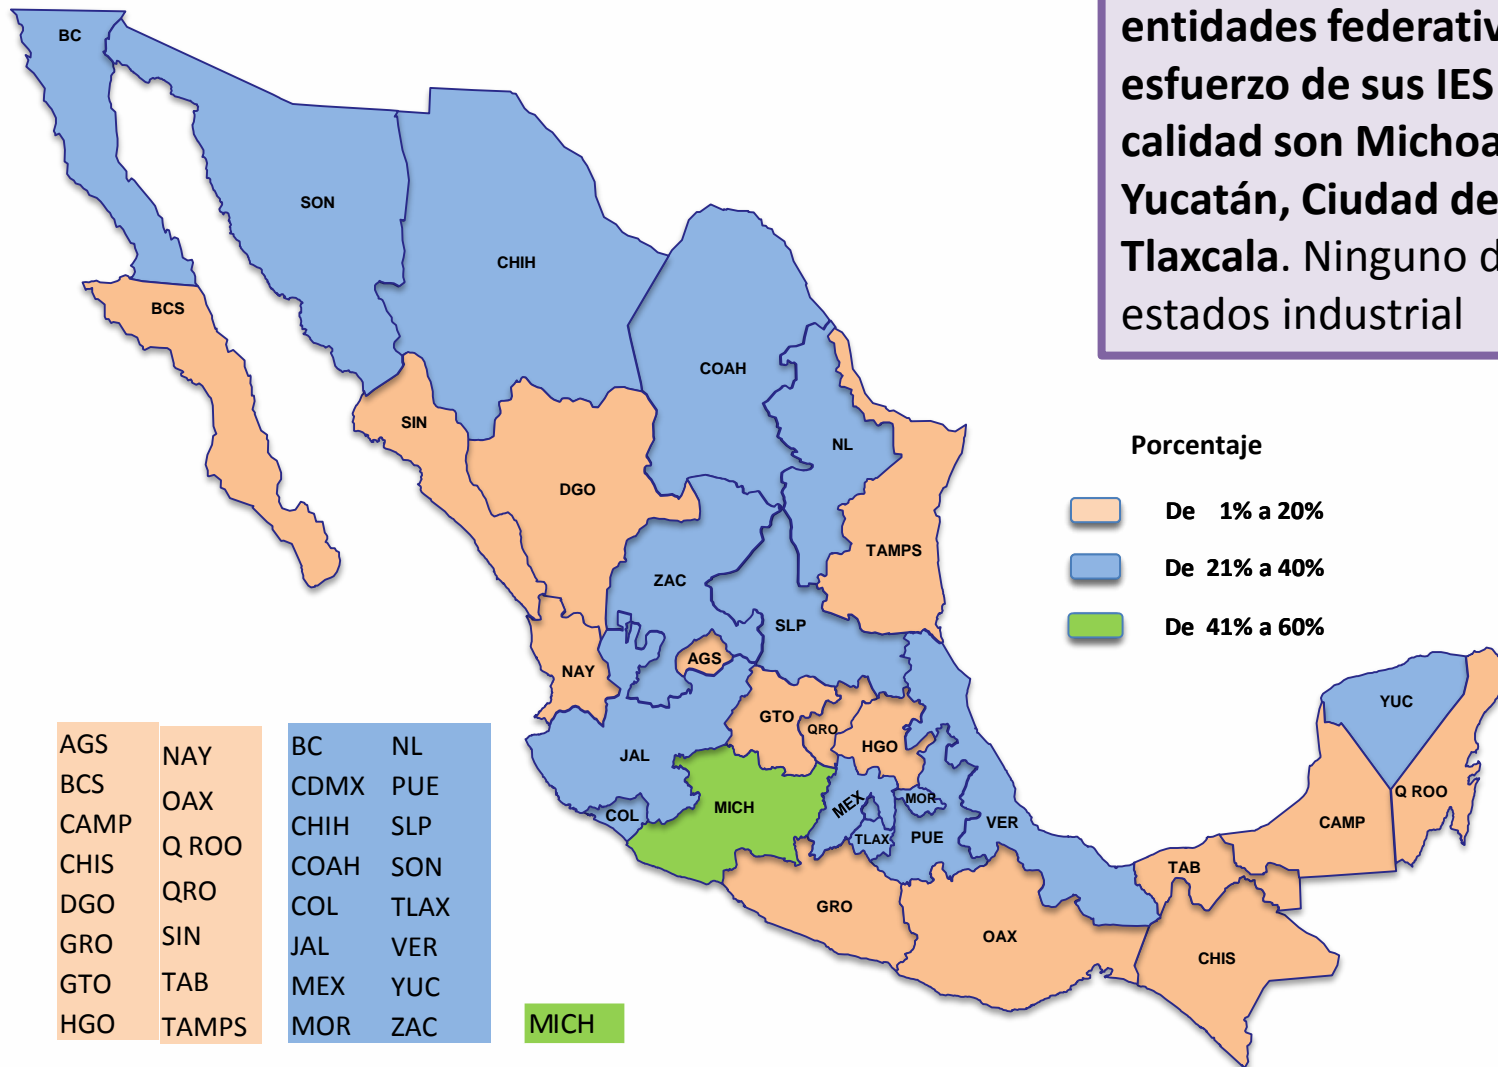 entidades federativ
esfuerzo de sus IES
calidad son Michoa
Yucatán, Ciudad de
Tlaxcala. Ninguno d
estados industrial
BC
SON
CHIH
BCS
COAH
SIN
NL
DGO
TAMPS
ZAC
SLP
AGS
NAY
YUC
GTO
QRO
HGO
JAL
Q ROO
MOR
MEX
MICH
COL
CAMP
VER
TLAX
PUE
TAB
GRO
OAX
CHIS
Porcentaje
De 1% a 20%
De 21% a 40%
De 41% a 60%
AGS
BCS
CAMP
CHIS
DGO
GRO
GTO
HGO
NAY
OAX
Q ROO
QRO
SIN
TAB
TAMPS
BC
CDMX
CHIH
COAH
COL
JAL
MEX
MOR
NL
PUE
SLP
SON
TLAX
VER
YUC
ZAC
MICH